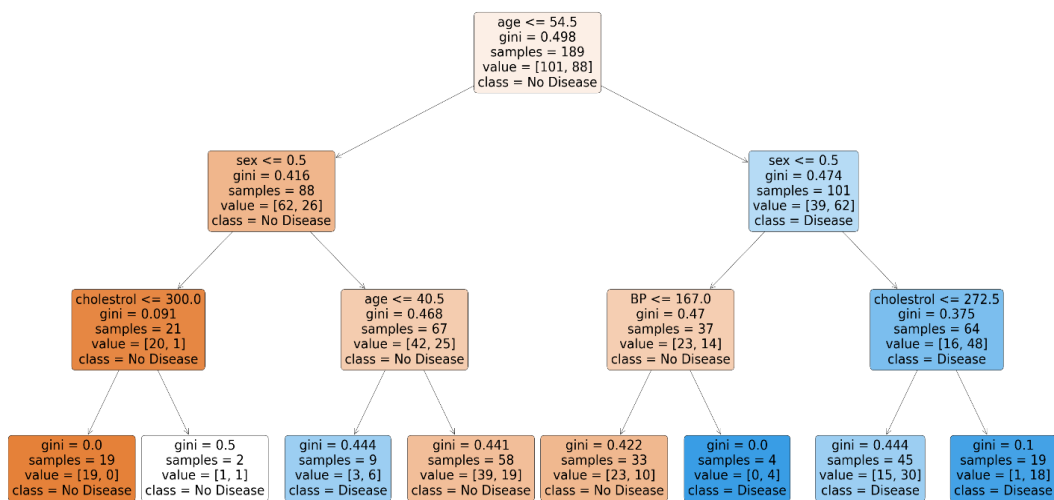 age <= 54.5
gini = 0.498
samples = 189
value = [101, 88]
class = No Disease
sex <= 0.5
gini = 0.416
samples = 88
value = [62, 26]
class = No Disease
sex <= 0.5
gini = 0.474
samples = 101
value = [39, 62]
class = Disease
cholestrol <= 300.0
gini = 0.091
samples = 21
value = [20, 1]
class = No Disease
age <= 40.5
gini = 0.468
samples = 67
value = [42, 25]
class = No Disease
BP <= 167.0
gini = 0.47
samples = 37
value = [23, 14]
class = No Disease
cholestrol <= 272.5
gini = 0.375
samples = 64
value = [16, 48]
class = Disease
gini = 0.0
samples = 19
value = [19, 0]
class = No Disease
gini = 0.5
samples = 2
value = [1, 1]
class = No Disease
gini = 0.444
samples = 9
value = [3, 6]
class = Disease
gini = 0.441
samples = 58
value = [39, 19]
class = No Disease
gini = 0.422
samples = 33
value = [23, 10]
class = No Disease
gini = 0.0
samples = 4
value = [0, 4]
class = Disease
gini = 0.444
samples = 45
value = [15, 30]
class = Disease
gini = 0.1
samples = 19
value = [1, 18]
class = Disease